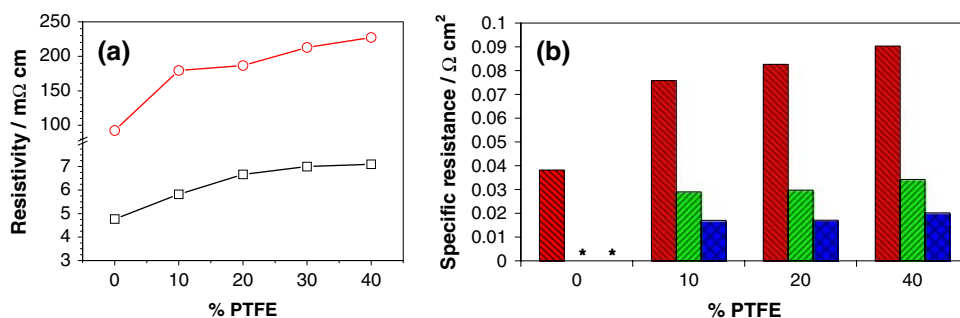 (a)
Resistivity / mΩ cm
250
200
150
100
7
6
5
4
3
0 10 20 30 40
% PTFE
(b)
Specific resistance / Ω cm²
0.1
0.09
0.08
0.07
0.06
0.05
0.04
0.03
0.02
0.01
0
* *
0 10 20 40
% PTFE